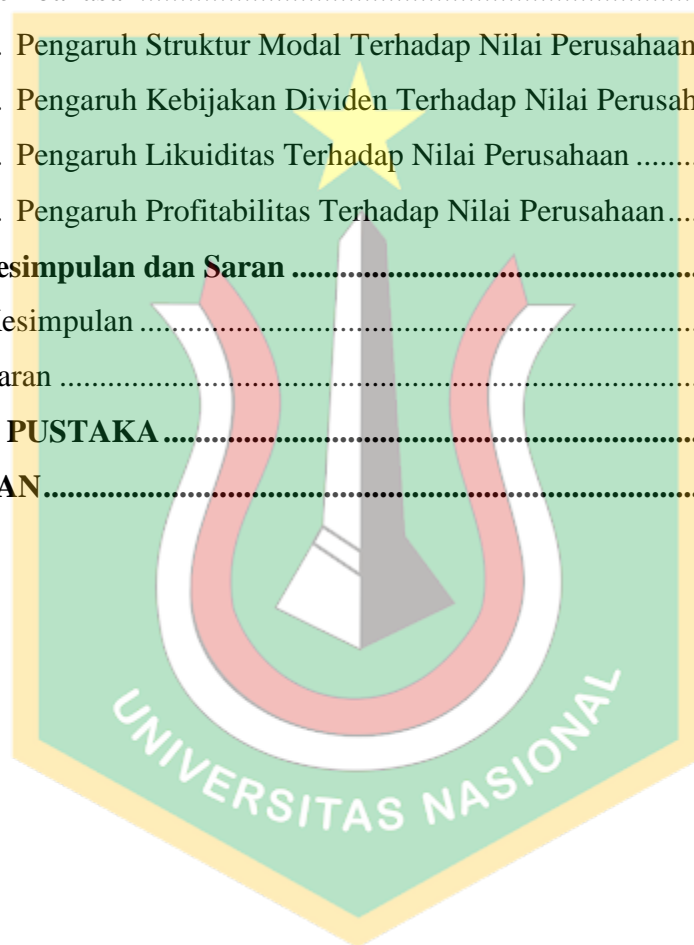 . Pengaruh Struktur Modal Terhadap Nilai Perusahaan
. Pengaruh Kebijakan Dividen Terhadap Nilai
. Pengaruh Likuiditas Terhadap Nilai Perusahaan ........
. Pengaruh Profitabilitas Terhadap Nilai Perusahaan....
esimpulan dan Saran ........................................................
esimpulan ..............................................................................
aran ........................................................................................
PUSTAKA.........................................................................
AN..........................................................................................
UNIVERSITAS NASIONAL